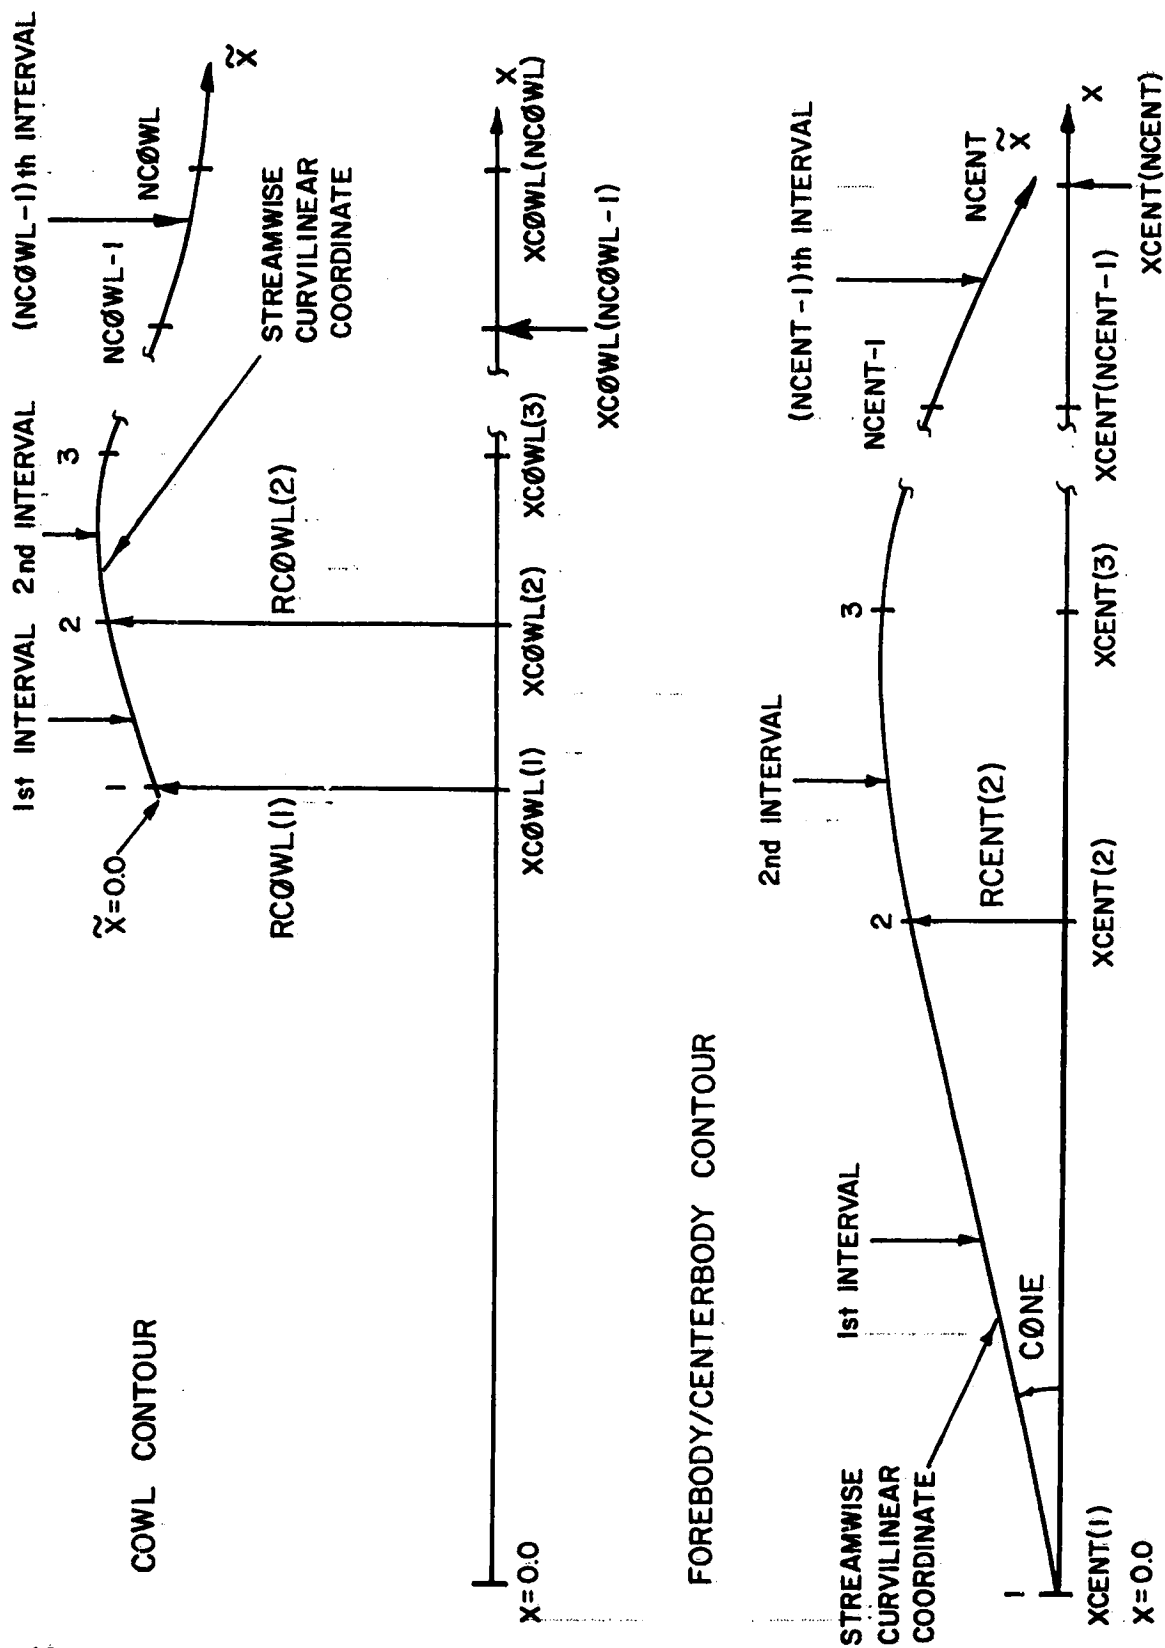 COWL CONTOUR
1st INTERVAL
2nd INTERVAL
(NCØWL-1)th INTERVAL
1
2
3
NCØWL-1
NCØWL
X̃
X̃=0.0
RCØWL(1)
RCØWL(2)
STREAMWISE
CURVILINEAR
COORDINATE
X=0.0
XCØWL(1)
XCØWL(2)
XCØWL(3)
XCØWL(NCØWL)
X
XCØWL(NCØWL-1)
FOREBODY/CENTERBODY CONTOUR
STREAMWISE
CURVILINEAR
COORDINATE
1st INTERVAL
2nd INTERVAL
(NCENT-1)th INTERVAL
1
2
3
NCENT-1
NCENT
X̃
CØNE
RCENT(2)
X
XCENT(1)
X=0.0
XCENT(2)
XCENT(3)
XCENT(NCENT-1)
XCENT(NCENT)